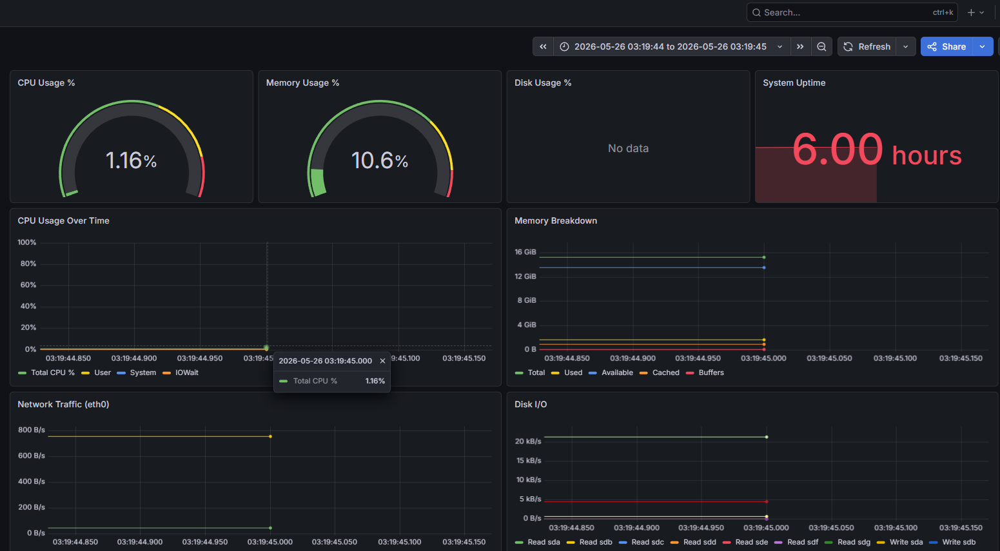 Search... ctrl+k
2026-05-26 03:19:44 to 2026-05-26 03:19:45 Refresh Share
CPU Usage %
1.16%
Memory Usage %
10.6%
Disk Usage %
No data
System Uptime
6.00 hours
CPU Usage Over Time
100%
80%
60%
40%
20%
0%
03:19:44.850 03:19:44.900 03:19:44.950 03:19:45 9:45.100 03:19:45.150
Total CPU % User System IOWait
2026-05-26 03:19:45.000
Total CPU % 1.16%
Memory Breakdown
16 GiB
12 GiB
8 GiB
4 GiB
0 B
03:19:44.850 03:19:44.900 03:19:44.950 03:19:45.000 03:19:45.050 03:19:45.100 03:19:45.150
Total Used Available Cached Buffers
Network Traffic (eth0)
800 B/s
600 B/s
400 B/s
200 B/s
0 B/s
03:19:44.850 03:19:44.900 03:19:44.950 03:19:45.000 03:19:45.050 03:19:45.100 03:19:45.150
Disk I/O
20 kB/s
15 kB/s
10 kB/s
5 kB/s
0 B/s
03:19:44.850 03:19:44.900 03:19:44.950 03:19:45.000 03:19:45.050 03:19:45.100 03:19:45.150
Read sda Read sdb Read sdc Read sdd Read sde Read sdf Read sdg Write sda Write sdb